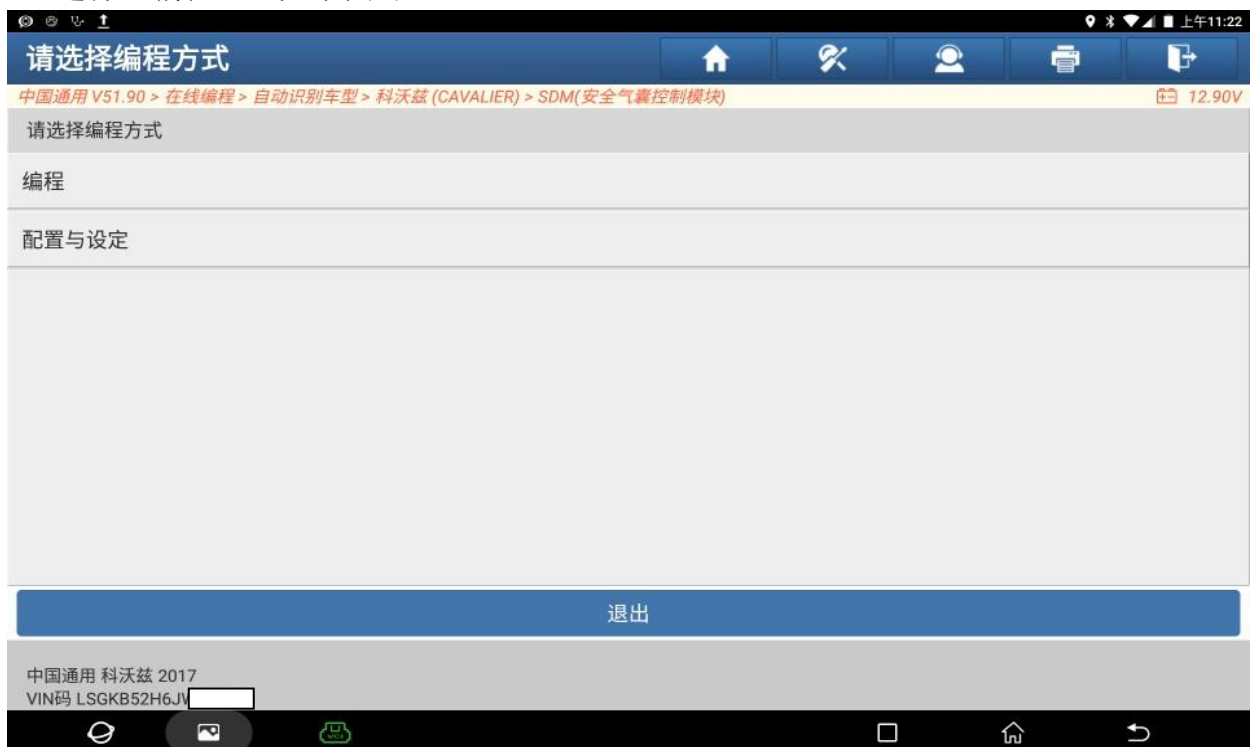 上午11:22
请选择编程方式
中国通用 V51.90 > 在线编程 > 自动识别车型 > 科沃兹 (CAVALIER) > SDM(安全气囊控制模块)
12.90V
请选择编程方式
编程
配置与设定
退出
中国通用 科沃兹 2017
VIN码 LSGKB52H6J
VCI